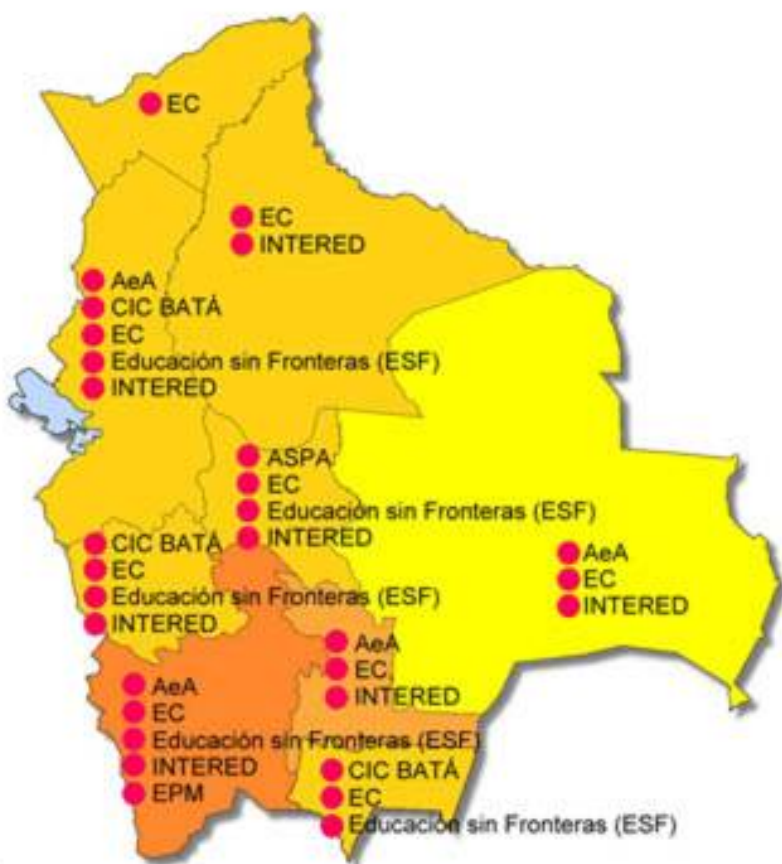 EC
EC
INTERED
AeA
CIC BATÁ
EC
Educación sin Fronteras (ESF)
INTERED
ASPA
EC
Educación sin Fronteras (ESF)
INTERED
CIC BATÁ
EC
Educación sin Fronteras (ESF)
INTERED
AeA
EC
INTERED
AeA
EC
INTERED
AeA
EC
Educación sin Fronteras (ESF)
INTERED
EPM
CIC BATÁ
EC
Educación sin Fronteras (ESF)